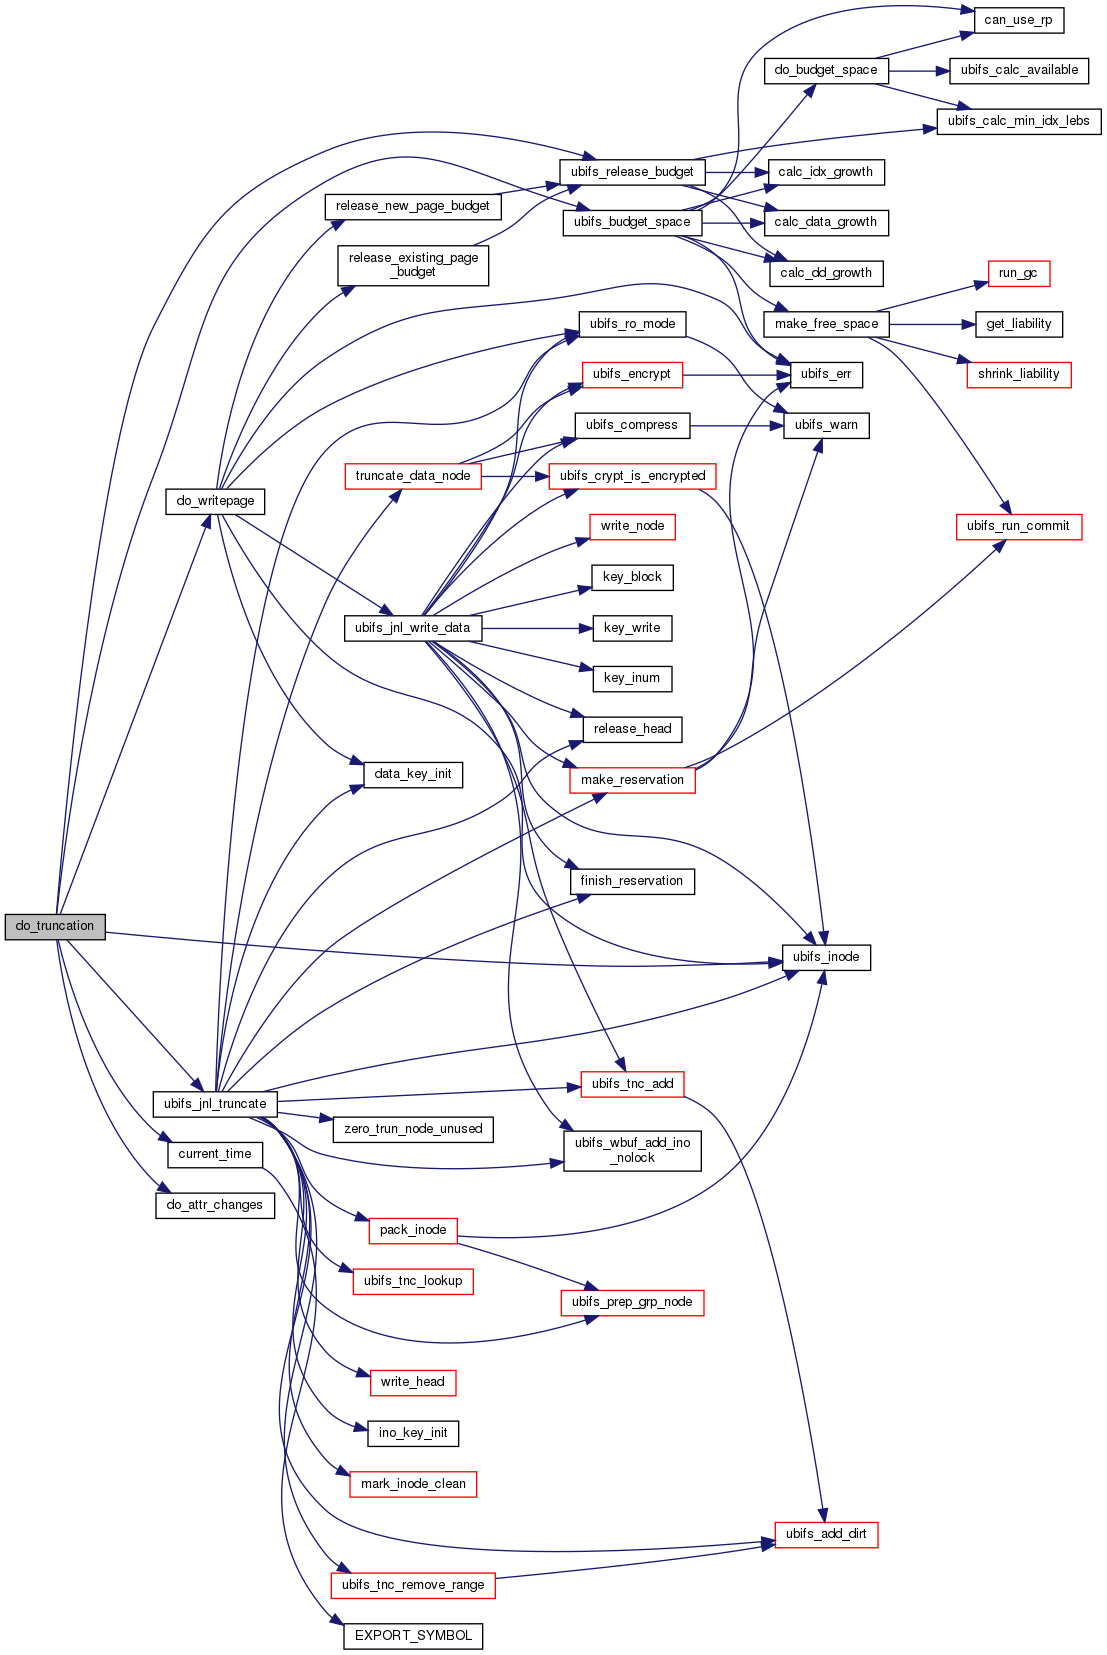 can_use_rp
do_budget_space
ubifs_calc_available
ubifs_calc_min_idx_lebs
ubifs_release_budget
calc_idx_growth
release_new_page_budget
ubifs_budget_space
calc_data_growth
release_existing_page
_budget
calc_dd_growth
run_gc
ubifs_ro_mode
make_free_space
get_liability
ubifs_encrypt
ubifs_err
shrink_liability
ubifs_compress
ubifs_warn
truncate_data_node
ubifs_crypt_is_encrypted
do_writepage
write_node
ubifs_run_commit
key_block
ubifs_jnl_write_data
key_write
key_inum
release_head
data_key_init
make_reservation
finish_reservation
do_truncation
ubifs_inode
ubifs_tnc_add
ubifs_jnl_truncate
zero_trun_node_unused
ubifs_wbuf_add_ino
_nolock
current_time
do_attr_changes
pack_inode
ubifs_tnc_lookup
ubifs_prep_grp_node
write_head
ino_key_init
mark_inode_clean
ubifs_add_dirt
ubifs_tnc_remove_range
EXPORT_SYMBOL